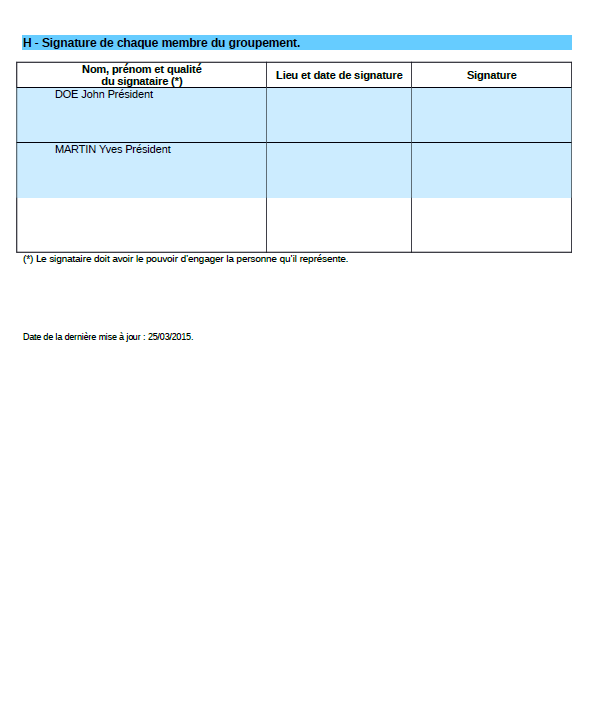 H - Signature de chaque membre du groupement.
Nom, prénom et qualité
du signataire (*)
Lieu et date de signature
Signature
DOE John Président
MARTIN Yves Président
(*) Le signataire doit avoir le pouvoir d’engager la personne qu’il représente.
Date de la dernière mise à jour : 25/03/2015.